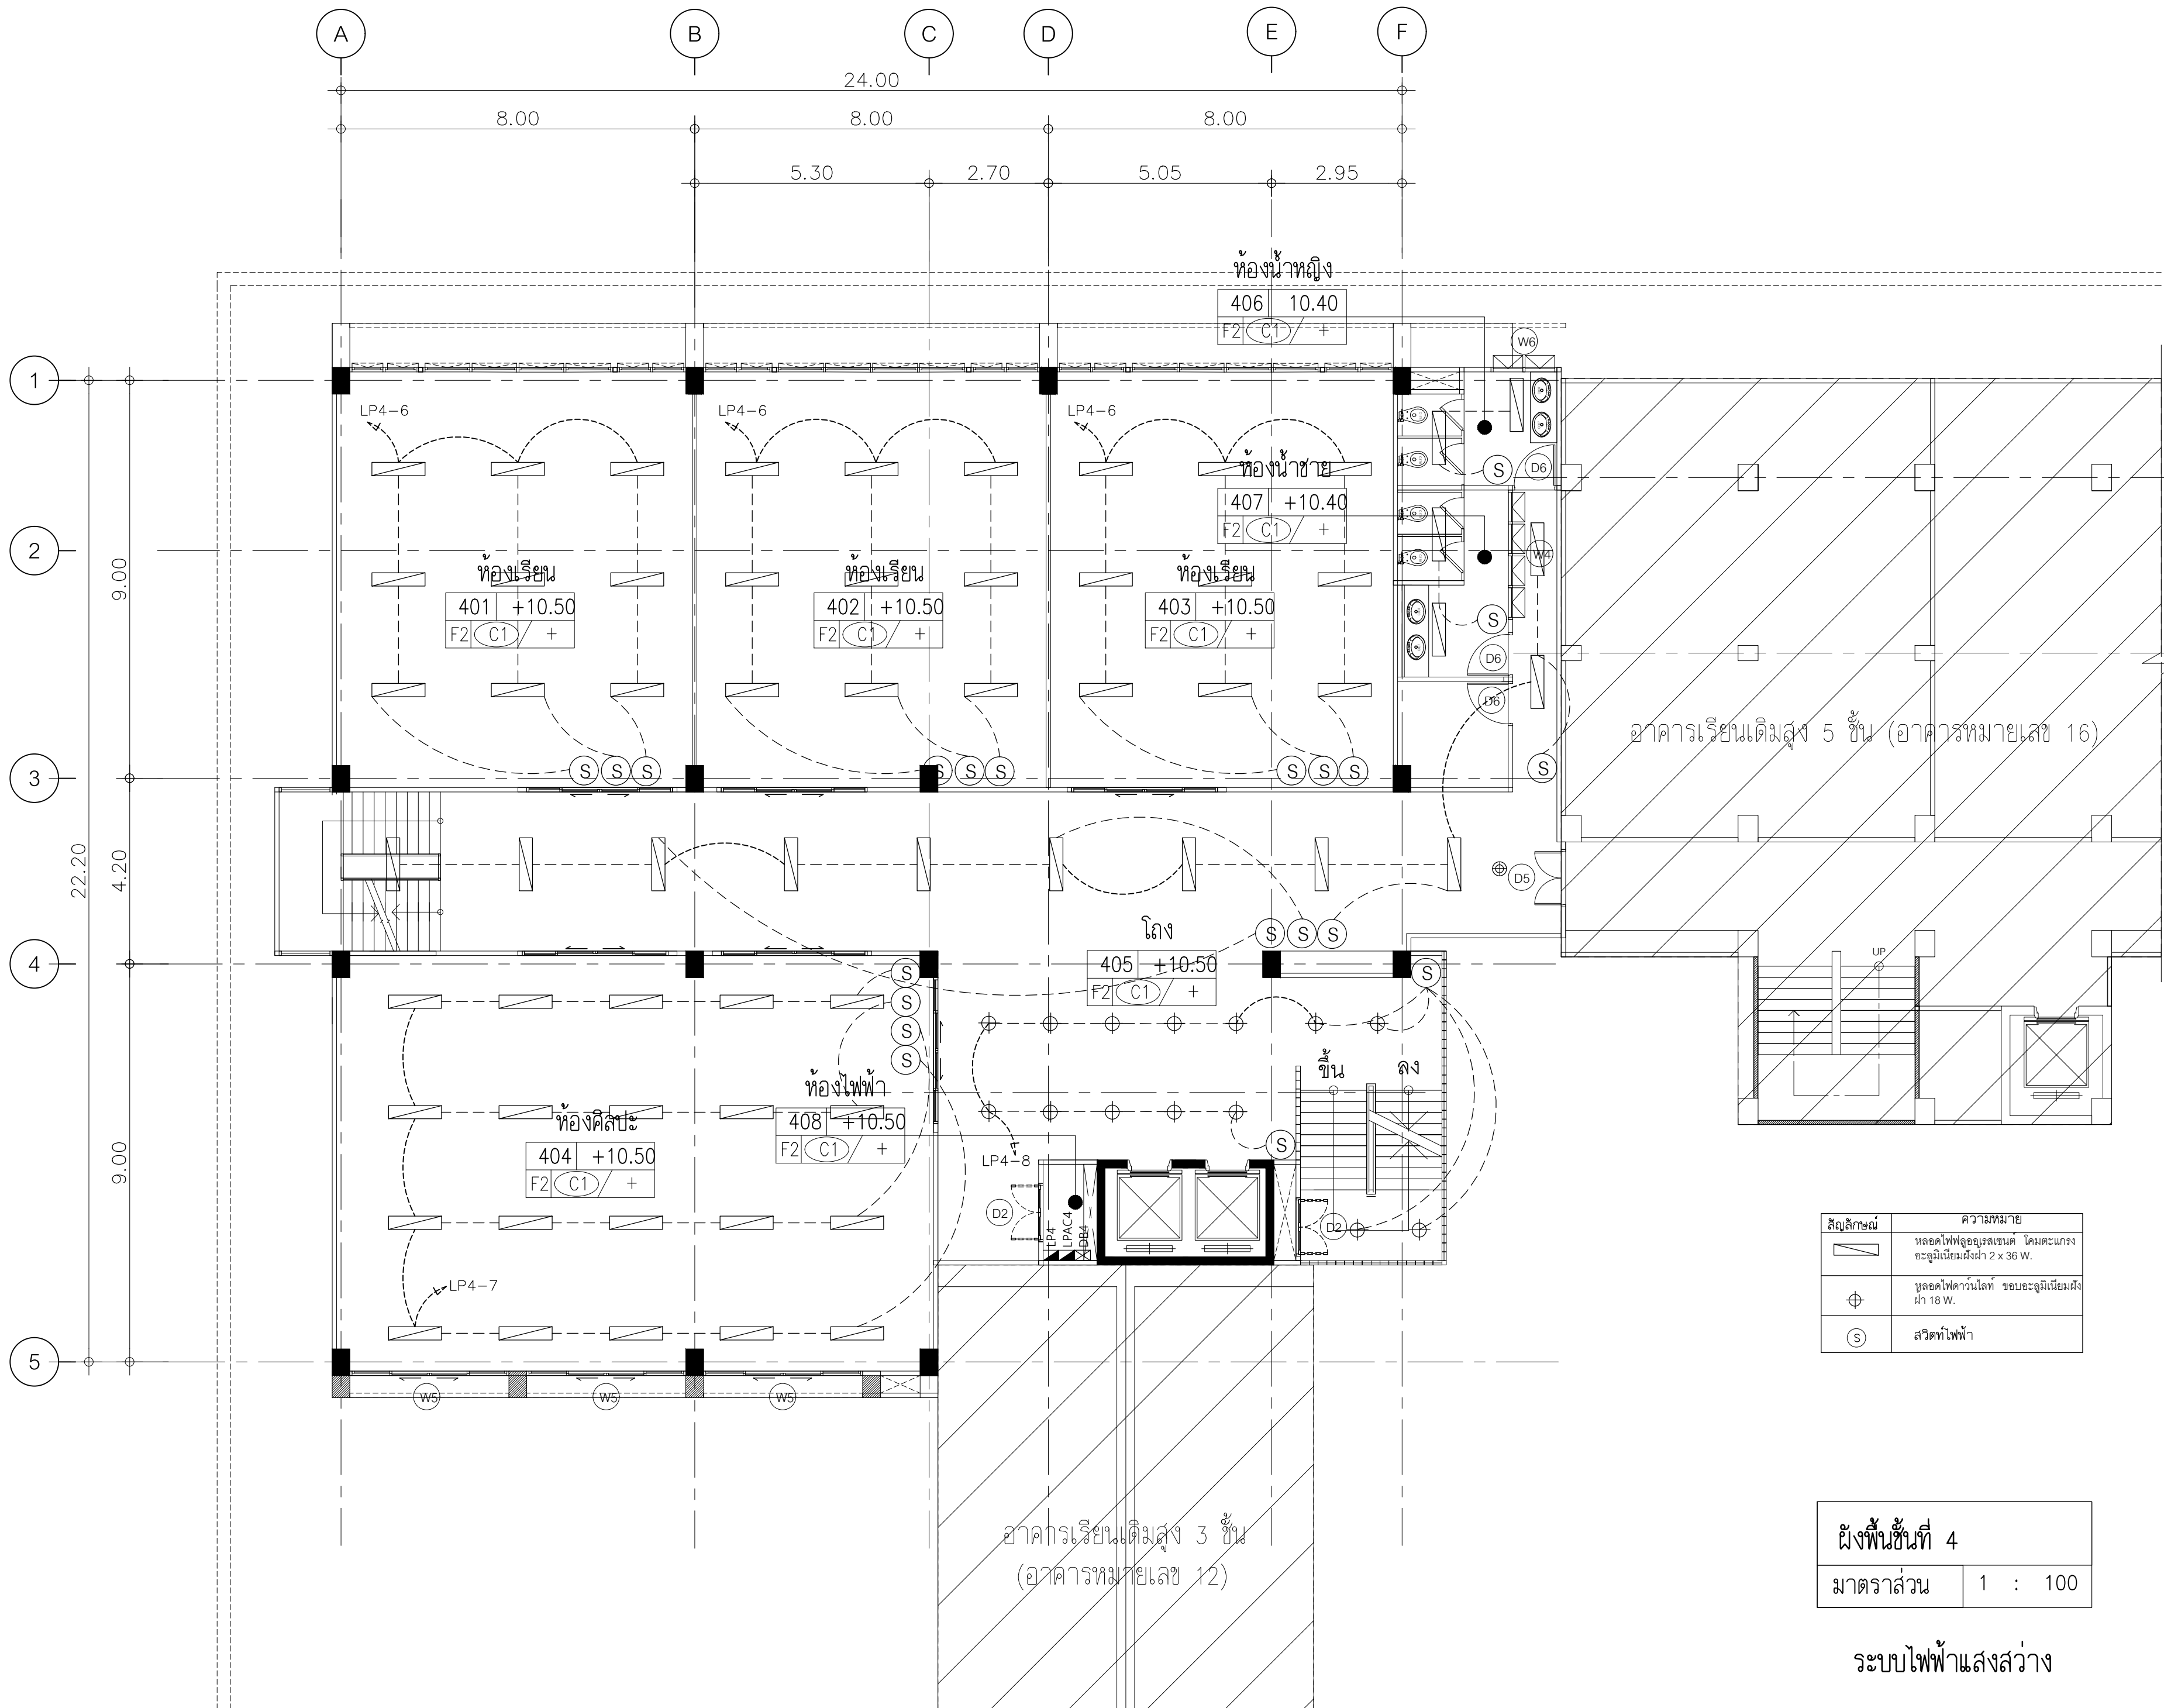 A B C D E F
24.00
8.00 8.00 8.00
5.30 2.70 5.05 2.95
ห้องน้ำหญิง
406 10.40
F2 C1 +
W6
1
LP4-6 LP4-6 LP4-6
S D6
ห้องน้ำชาย
407 +10.40
F2 C1 +
2
W4
9.00
ห้องเรียน ห้องเรียน ห้องเรียน
401 +10.50 402 +10.50 403 +10.50
F2 C1 + F2 C1 + F2 C1 +
S
D6
D6
อาคารเรียนเดิมสูง 5 ชั้น (อาคารหมายเลข 16)
3
S S S S S S S S S S
22.20
4.20
D5
S S S
โถง
405 +10.50
F2 C1 +
4
UP
S
S
S
S
S
ขึ้น ลง
ห้องไฟฟ้า
408 +10.50
F2 C1 +
ห้องศิลปะ
404 +10.50
F2 C1 +
9.00
LP4-8
S
D2 D2
LP4
LPAC4
DB4
LP4-7
5
W5 W5 W5
สัญลักษณ์ ความหมาย
หลอดไฟฟลูออเรสเซนต์ โคมตะแกรง
อะลูมิเนียมฝังฝ้า 2 x 36 W.
หลอดไฟดาวน์ไลท์ ขอบอะลูมิเนียมฝัง
ฝ้า 18 W.
S สวิตท์ไฟฟ้า
อาคารเรียนเดิมสูง 3 ชั้น
(อาคารหมายเลข 12)
ผังพื้นชั้นที่ 4
มาตราส่วน 1 : 100
ระบบไฟฟ้าแสงสว่าง